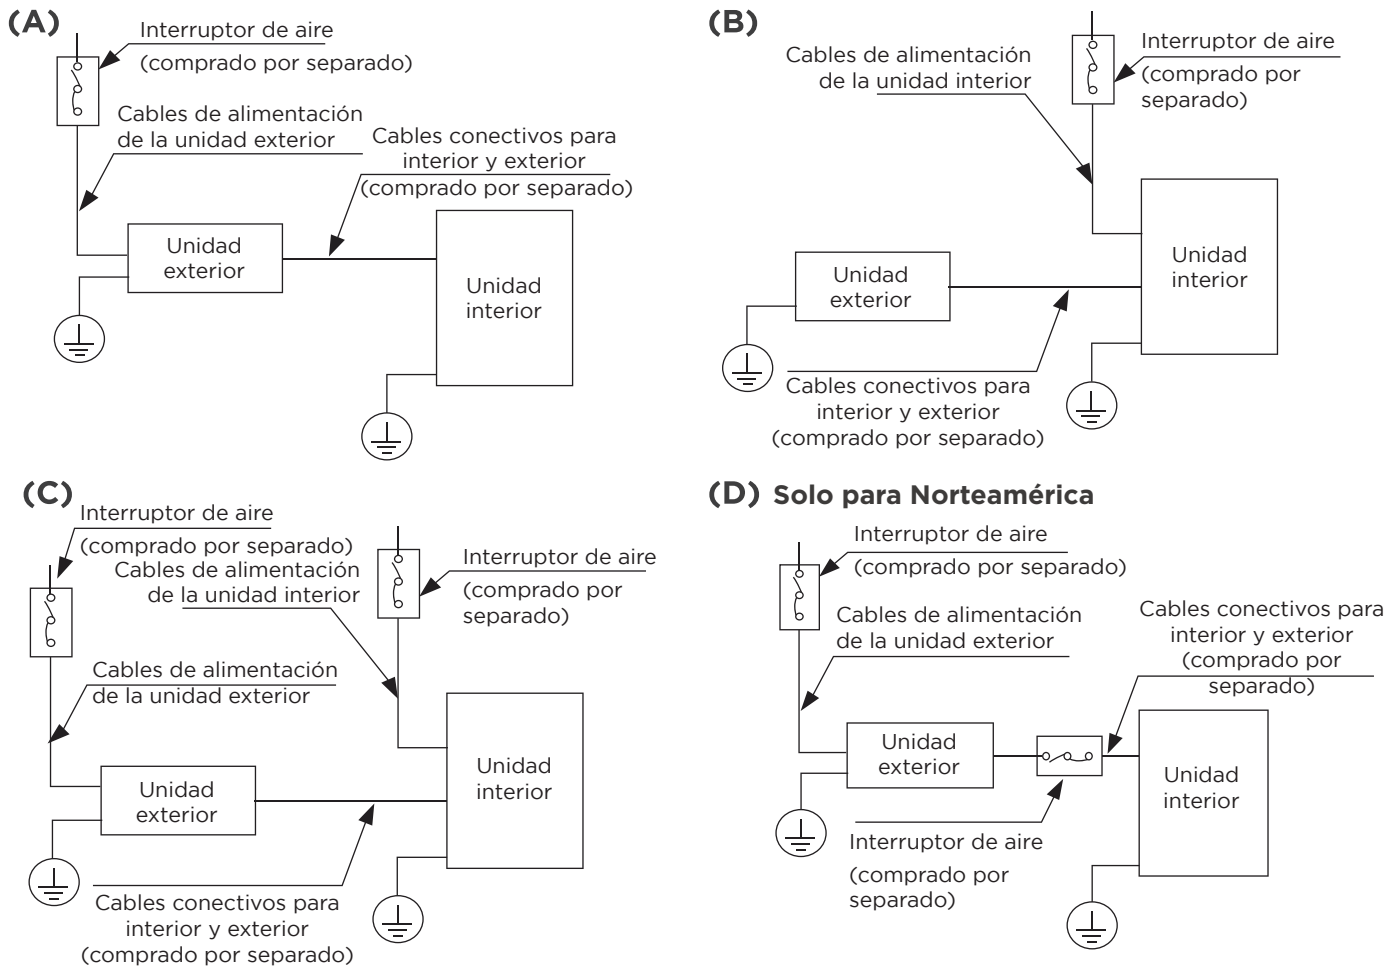 (A)
Interruptor de aire
(comprado por separado)
Cables de alimentación
de la unidad exterior
Cables conectivos para
interior y exterior
(comprado por separado)
Unidad
exterior
Unidad
interior
(B)
Cables de alimentación
de la unidad interior
Interruptor de aire
(comprado por
separado)
Unidad
exterior
Unidad
interior
Cables conectivos para
interior y exterior
(comprado por separado)
(C)
Interruptor de aire
(comprado por separado)
Cables de alimentación
de la unidad interior
Interruptor de aire
(comprado por
separado)
Cables de alimentación
de la unidad exterior
Unidad
exterior
Unidad
interior
Cables conectivos para
interior y exterior
(comprado por separado)
(D) Solo para Norteamérica
Interruptor de aire
(comprado por separado)
Cables de alimentación
de la unidad exterior
Cables conectivos para
interior y exterior
(comprado por
separado)
Unidad
exterior
Unidad
interior
Interruptor de aire
(comprado por
separado)